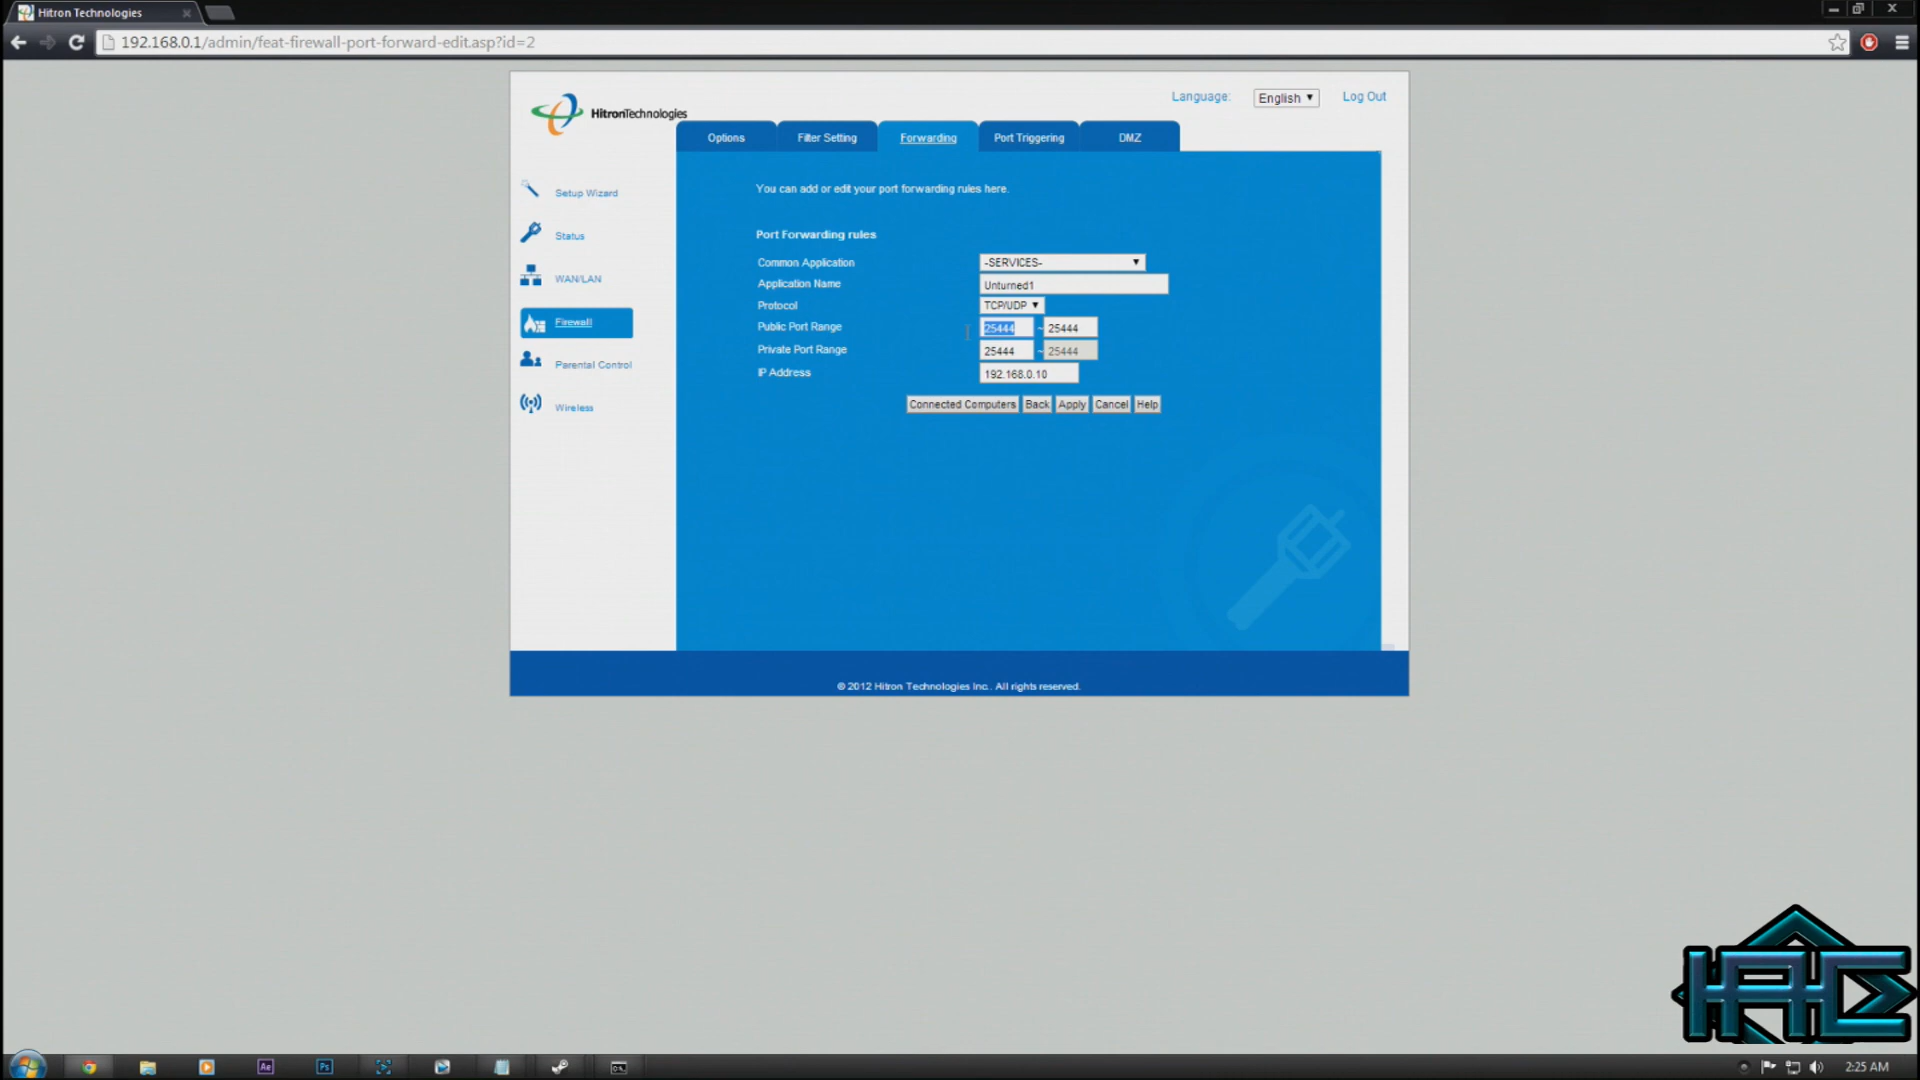 Hitron Technologies
192.168.0.1/admin/feat-firewall-port-forward-edit.asp?id=2
HitronTechnologies
Language: English Log Out
Options Filter Setting Forwarding Port Triggering DMZ
Setup Wizard
Status
WAN/LAN
Firewall
Parental Control
Wireless
You can add or edit your port forwarding rules here.
Port Forwarding rules
Common Application -SERVICES-
Application Name Unturned1
Protocol TCP/UDP
Public Port Range 25444 ~ 25444
Private Port Range 25444 ~ 25444
IP Address 192.168.0.10
Connected Computers Back Apply Cancel Help
© 2012 Hitron Technologies Inc.. All rights reserved.
Ae Ps
2:25 AM